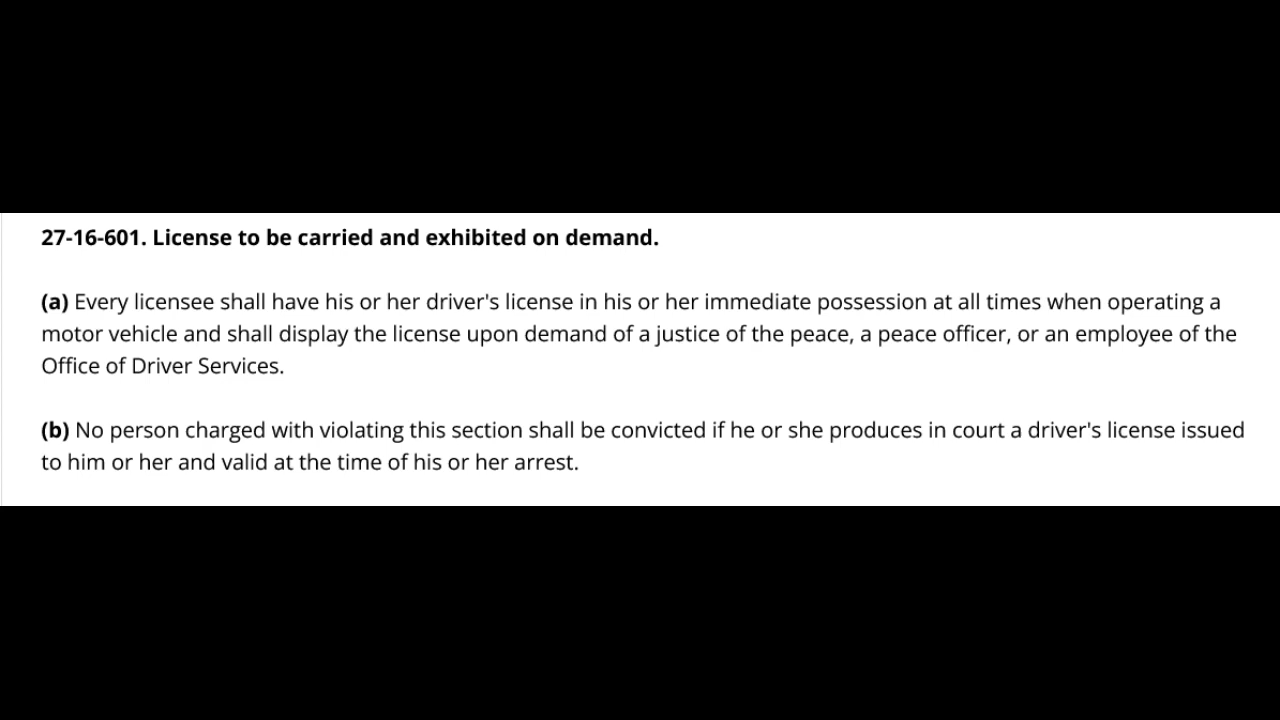 27-16-601. License to be carried and exhibited on demand.
(a) Every licensee shall have his or her driver's license in his or her immediate possession at all times when operating a
motor vehicle and shall display the license upon demand of a justice of the peace, a peace officer, or an employee of the
Office of Driver Services.
(b) No person charged with violating this section shall be convicted if he or she produces in court a driver's license issued
to him or her and valid at the time of his or her arrest.